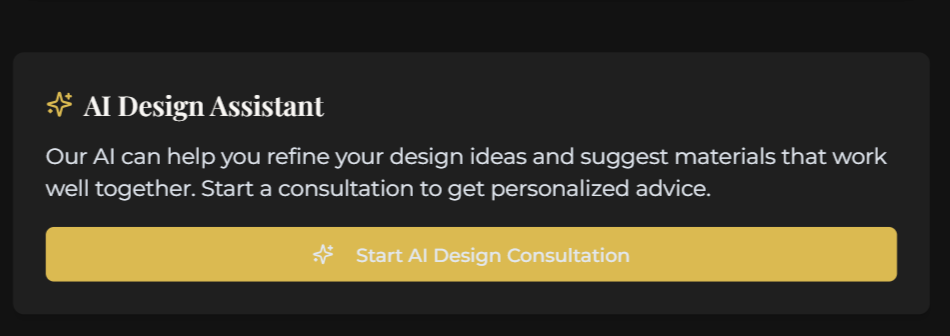 AI Design Assistant
Our AI can help you refine your design ideas and suggest materials that work
well together. Start a consultation to get personalized advice.
Start AI Design Consultation